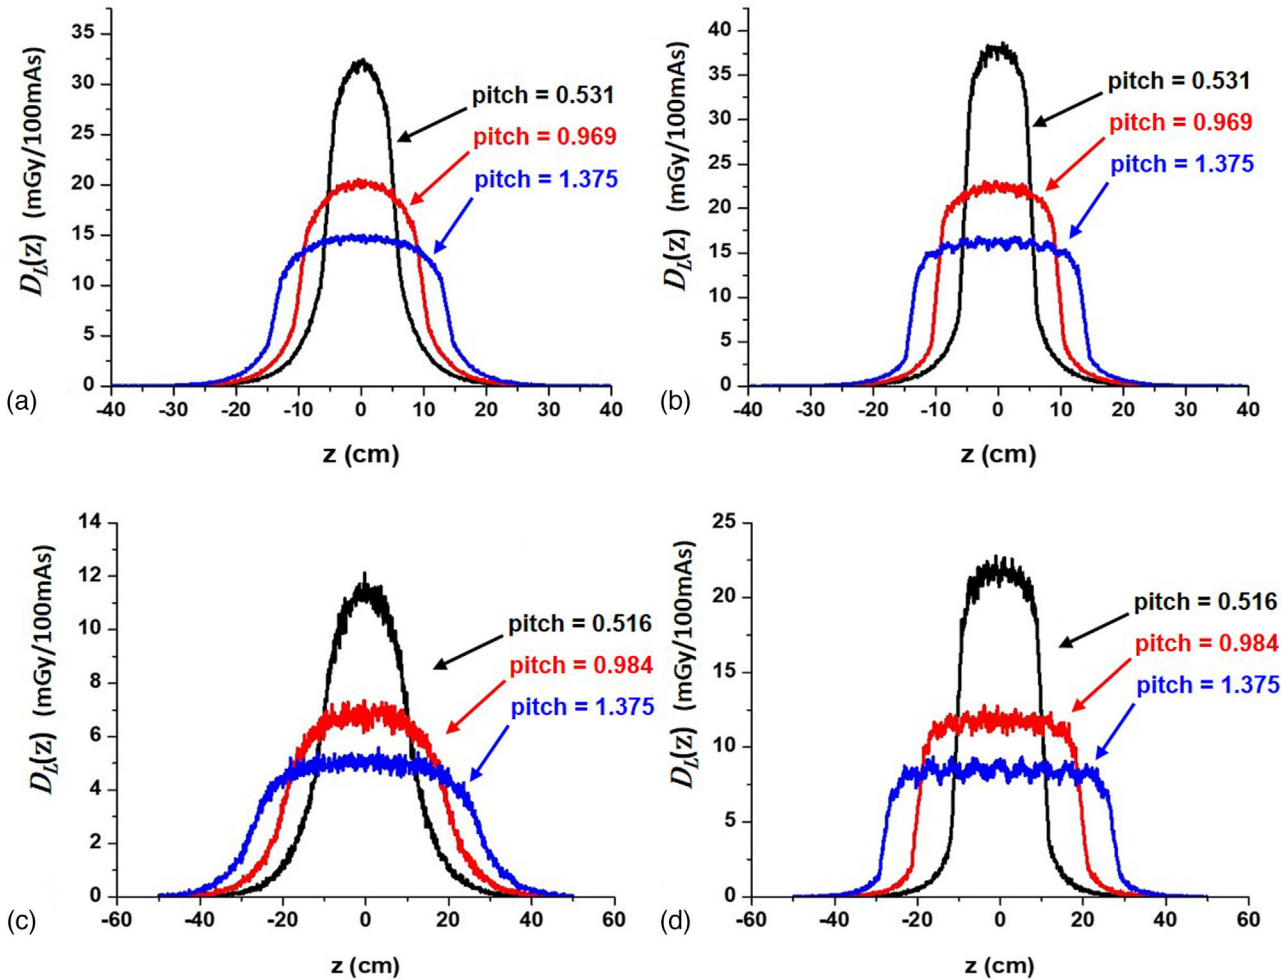 35
30
25
20
15
10
5
0
D_L(z) (mGy/100mAs)
pitch = 0.531
pitch = 0.969
pitch = 1.375
-40 -30 -20 -10 0 10 20 30 40
z (cm)
(a)
40
35
30
25
20
15
10
5
0
D_L(z) (mGy/100mAs)
pitch = 0.531
pitch = 0.969
pitch = 1.375
-40 -30 -20 -10 0 10 20 30 40
z (cm)
(b)
14
12
10
8
6
4
2
0
D_L(z) (mGy/100mAs)
pitch = 0.516
pitch = 0.984
pitch = 1.375
-60 -40 -20 0 20 40 60
z (cm)
(c)
25
20
15
10
5
0
D_L(z) (mGy/100mAs)
pitch = 0.516
pitch = 0.984
pitch = 1.375
-60 -40 -20 0 20 40 60
z (cm)
(d)